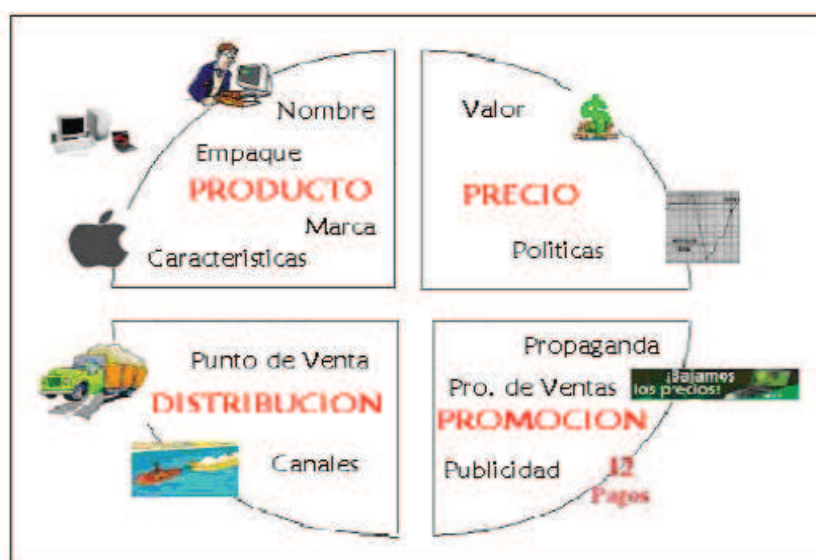 Nombre
Empaque
PRODUCTO
Marca
Caracteristicas
Valor
PRECIO
Politicas
Punto de Venta
DISTRIBUCION
Canales
Propaganda
Pro. de Ventas
¡Bajamos
los precios!
PROMOCION
Publicidad
12
Pagos